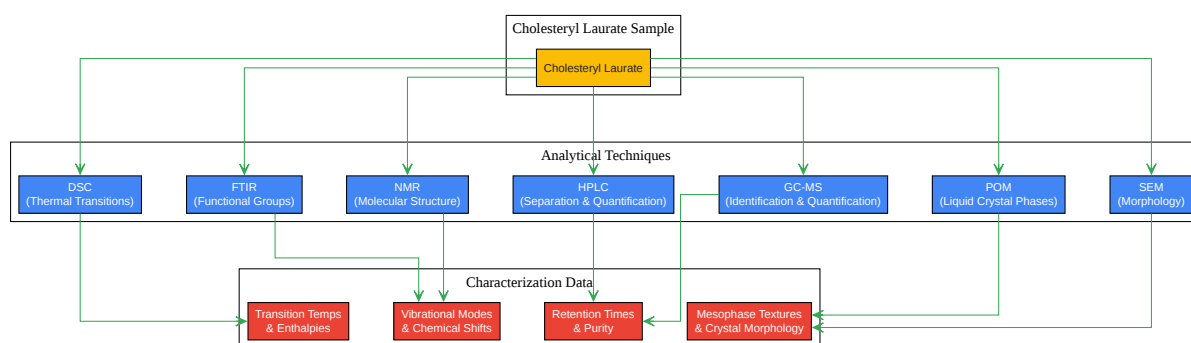 Cholesteryl Laurate Sample
Cholesteryl Laurate
Analytical Techniques
DSC
(Thermal Transitions)
FTIR
(Functional Groups)
NMR
(Molecular Structure)
HPLC
(Separation & Quantification)
GC-MS
(Identification & Quantification)
POM
(Liquid Crystal Phases)
SEM
(Morphology)
Characterization Data
Transition Temps
& Enthalpies
Vibrational Modes
& Chemical Shifts
Retention Times
& Purity
Mesophase Textures
& Crystal Morphology